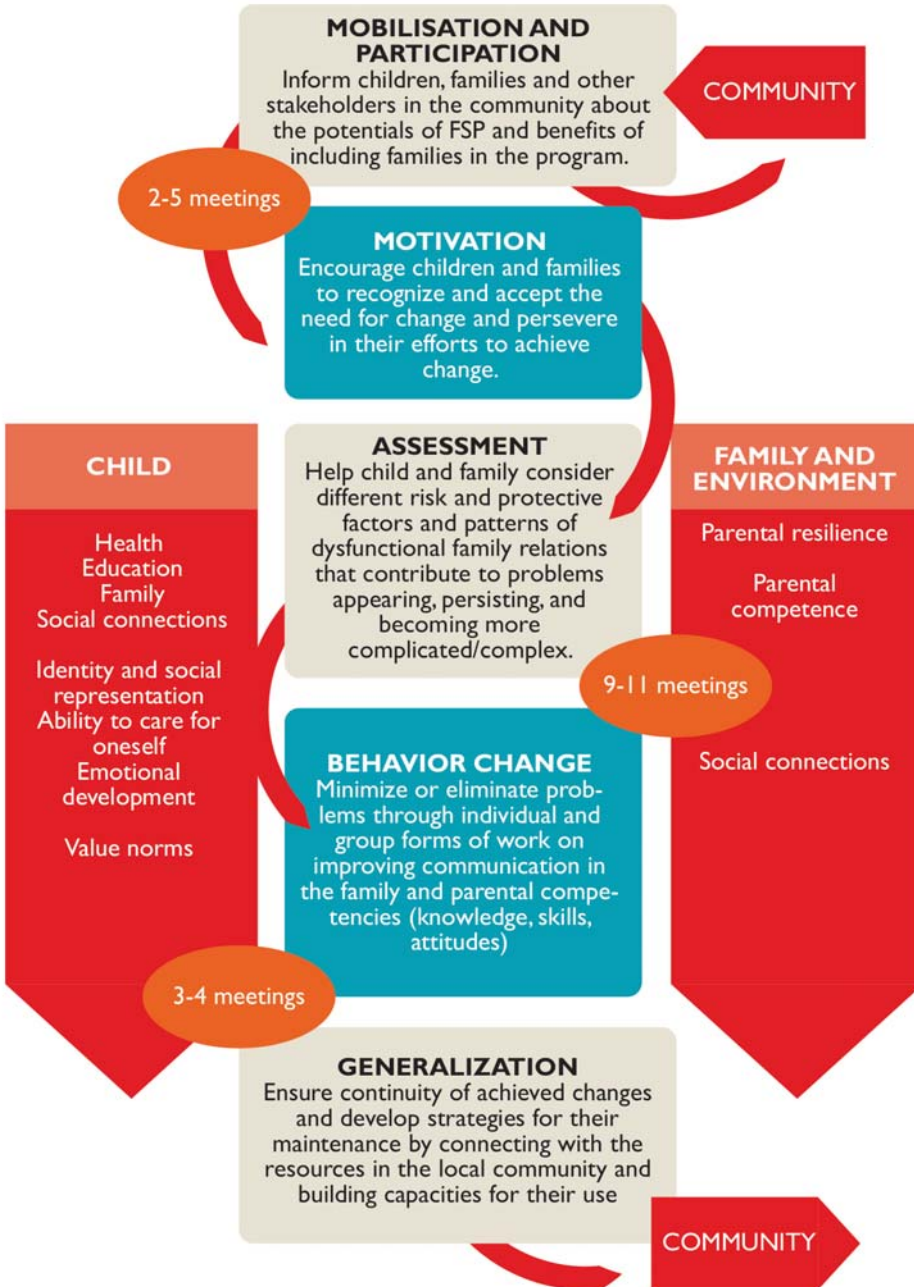 MOBILISATION AND
PARTICIPATION
Inform children, families and other
stakeholders in the community about
the potentials of FSP and benefits of
including families in the program.
COMMUNITY
2-5 meetings
MOTIVATION
Encourage children and families
to recognize and accept the
need for change and persevere
in their efforts to achieve
change.
CHILD
Health
Education
Family
Social connections
Identity and social
representation
Ability to care for
oneself
Emotional
development
Value norms
ASSESSMENT
Help child and family consider
different risk and protective
factors and patterns of
dysfunctional family relations
that contribute to problems
appearing, persisting, and
becoming more
complicated/complex.
FAMILY AND
ENVIRONMENT
Parental resilience
Parental
competence
Social connections
9-11 meetings
BEHAVIOR CHANGE
Minimize or eliminate prob-
lems through individual and
group forms of work on
improving communication in
the family and parental compe-
tencies (knowledge, skills,
attitudes)
3-4 meetings
GENERALIZATION
Ensure continuity of achieved changes
and develop strategies for their
maintenance by connecting with the
resources in the local community and
building capacities for their use
COMMUNITY